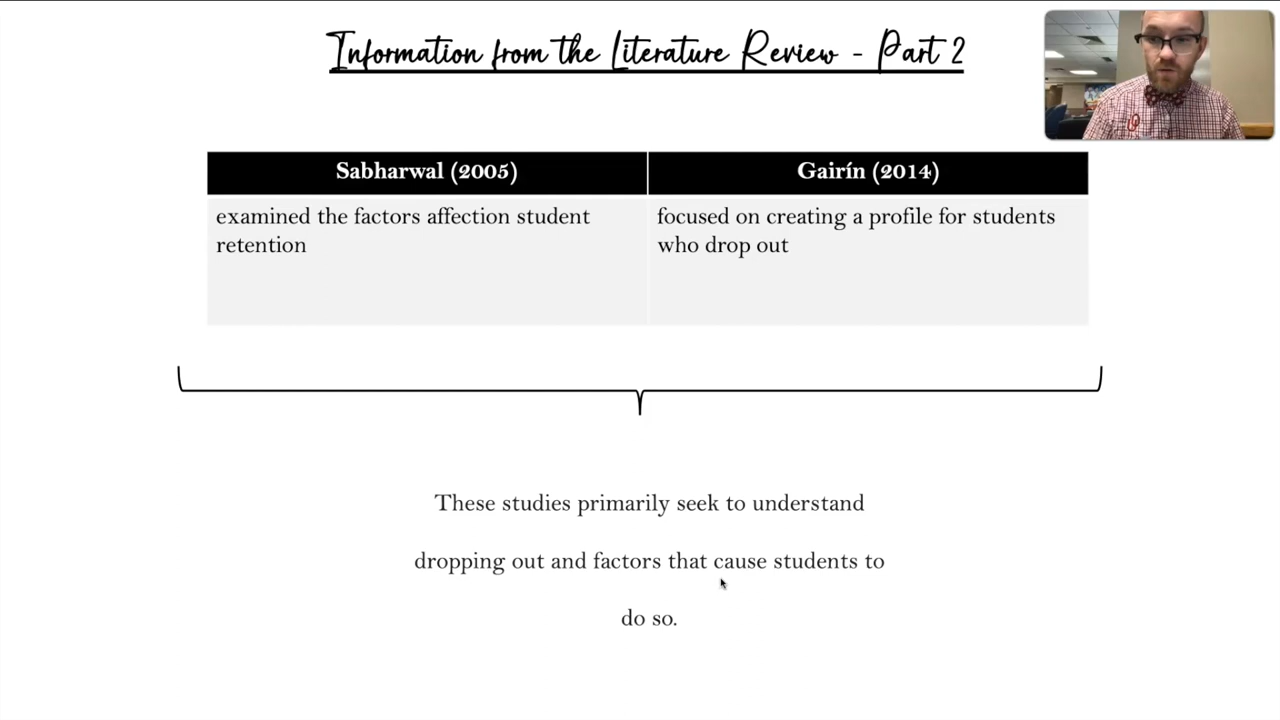 Information from the Literature Review - Part 2
Sabharwal (2005)
Gairín (2014)
examined the factors affection student
retention
focused on creating a profile for students
who drop out
These studies primarily seek to understand
dropping out and factors that cause students to
do so.